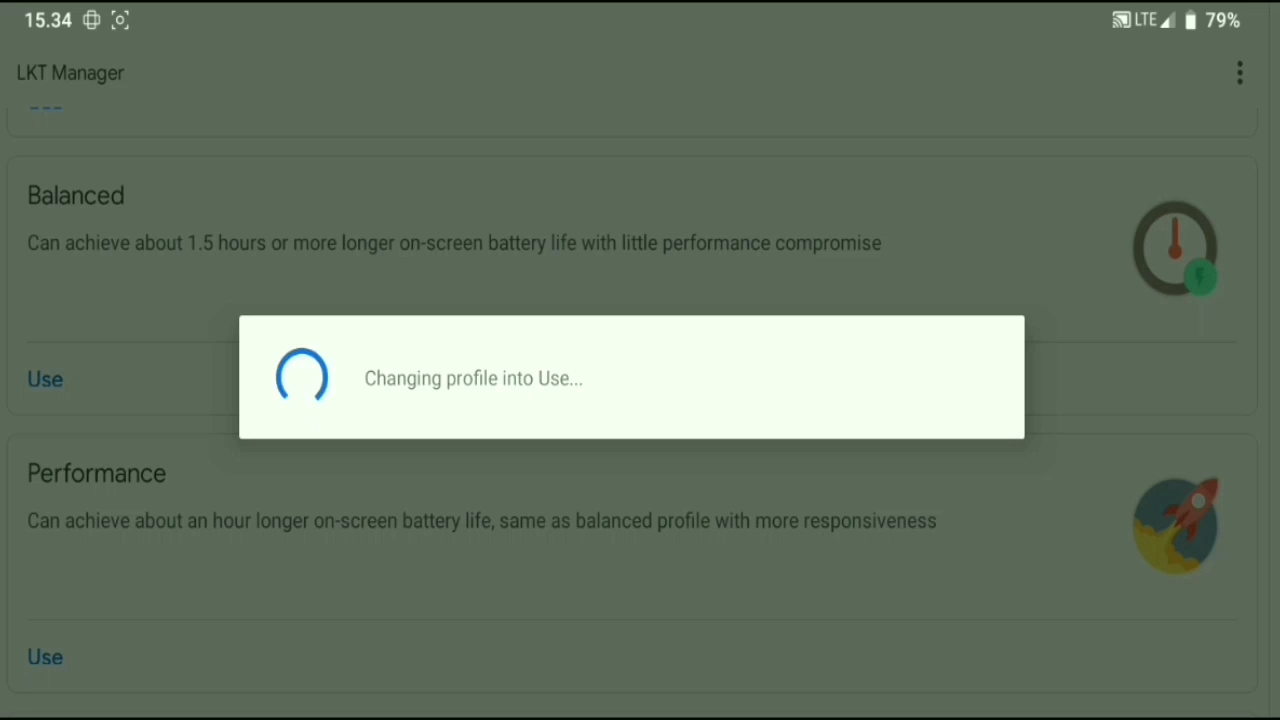 15.34 LTE 79%
LKT Manager
Balanced
Can achieve about 1.5 hours or more longer on-screen battery life with little performance compromise
Use
Changing profile into Use...
Performance
Can achieve about an hour longer on-screen battery life, same as balanced profile with more responsiveness
Use